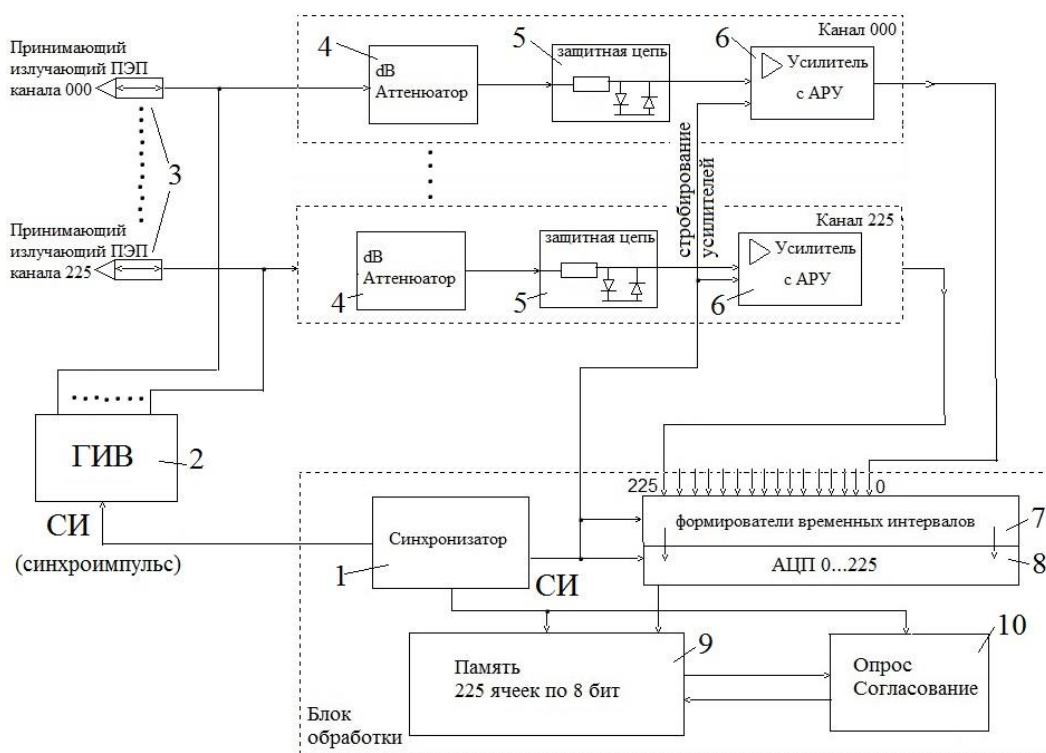 Принимающий
излучающий ПЭП
канала 000
3
Принимающий
излучающий ПЭП
канала 225
Канал 000
4
dB
Аттенюатор
5
защитная цепь
6
Усилитель
с АРУ
стробирование
усилителей
Канал 225
dB
Аттенюатор
4
защитная цепь
5
Усилитель
с АРУ
6
ГИВ
2
СИ
(синхроимпульс)
Синхронизатор
1
СИ
225
0
формирователи временных интервалов
7
АЦП 0...225
8
Память
225 ячеек по 8 бит
9
Опрос
Согласование
10
Блок
обработки